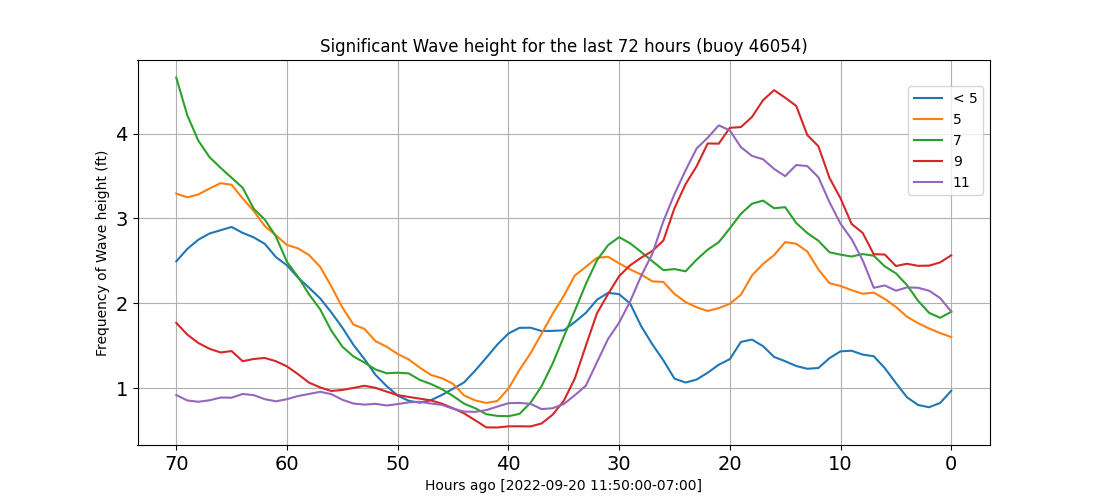 Significant Wave height for the last 72 hours (buoy 46054)
Frequency of Wave height (ft)
4
3
2
1
< 5
5
7
9
11
70 60 50 40 30 20 10 0
Hours ago [2022-09-20 11:50:00-07:00]